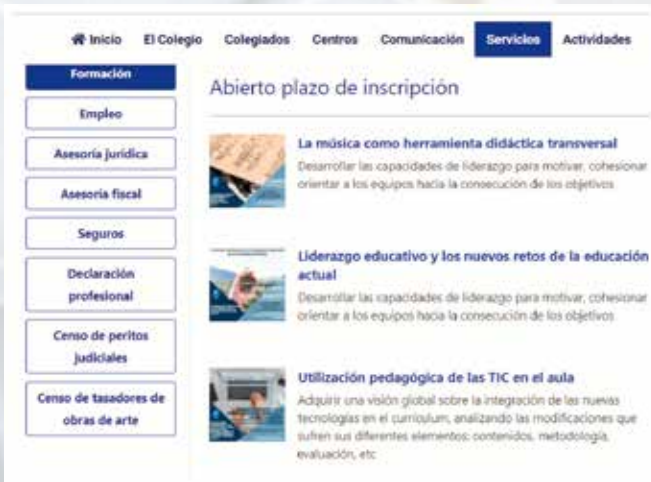 Inicio El Colegio Colegiados Centros Comunicación Servicios Actividades
Formación
Empleo
Asesoría jurídica
Asesoría fiscal
Seguros
Declaración
profesional
Censo de peritos
judiciales
Censo de tasadores de
obras de arte
Abierto plazo de inscripción
La música como herramienta didáctica transversal
Desarrollar las capacidades de liderazgo para motivar, cohesionar
orientar a los equipos hacia la consecución de los objetivos
Liderazgo educativo y los nuevos retos de la educación
actual
Desarrollar las capacidades de liderazgo para motivar, cohesionar
orientar a los equipos hacia la consecución de los objetivos
Utilización pedagógica de las TIC en el aula
Adquirir una visión global sobre la integración de las nuevas
tecnologías en el curriculum, analizando las modificaciones que
sufren sus diferentes elementos: contenidos, metodología,
evaluación, etc